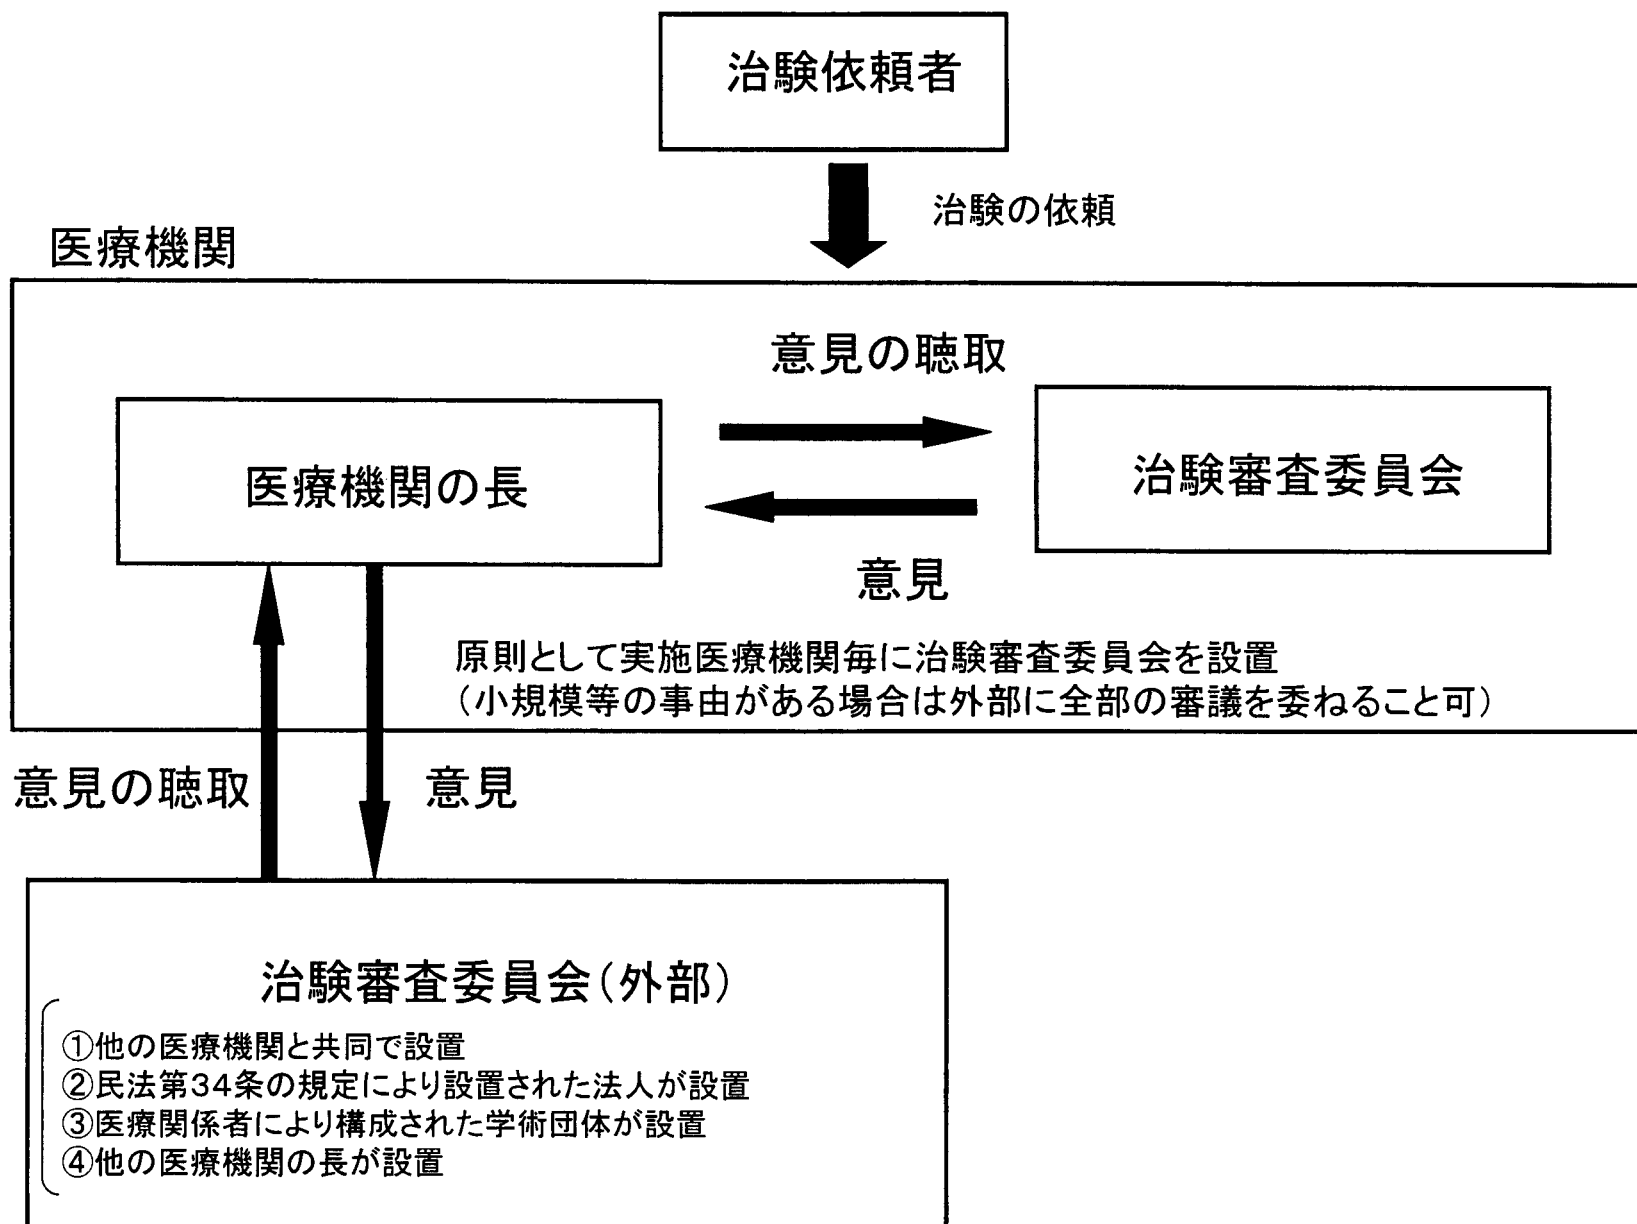 治験依頼者
治験の依頼
医療機関
意見の聴取
医療機関の長
治験審査委員会
意見
原則として実施医療機関毎に治験審査委員会を設置
（小規模等の事由がある場合は外部に全部の審議を委ねること可）
意見の聴取
意見
治験審査委員会（外部）
①他の医療機関と共同で設置
②民法第３４条の規定により設置された法人が設置
③医療関係者により構成された学術団体が設置
④他の医療機関の長が設置